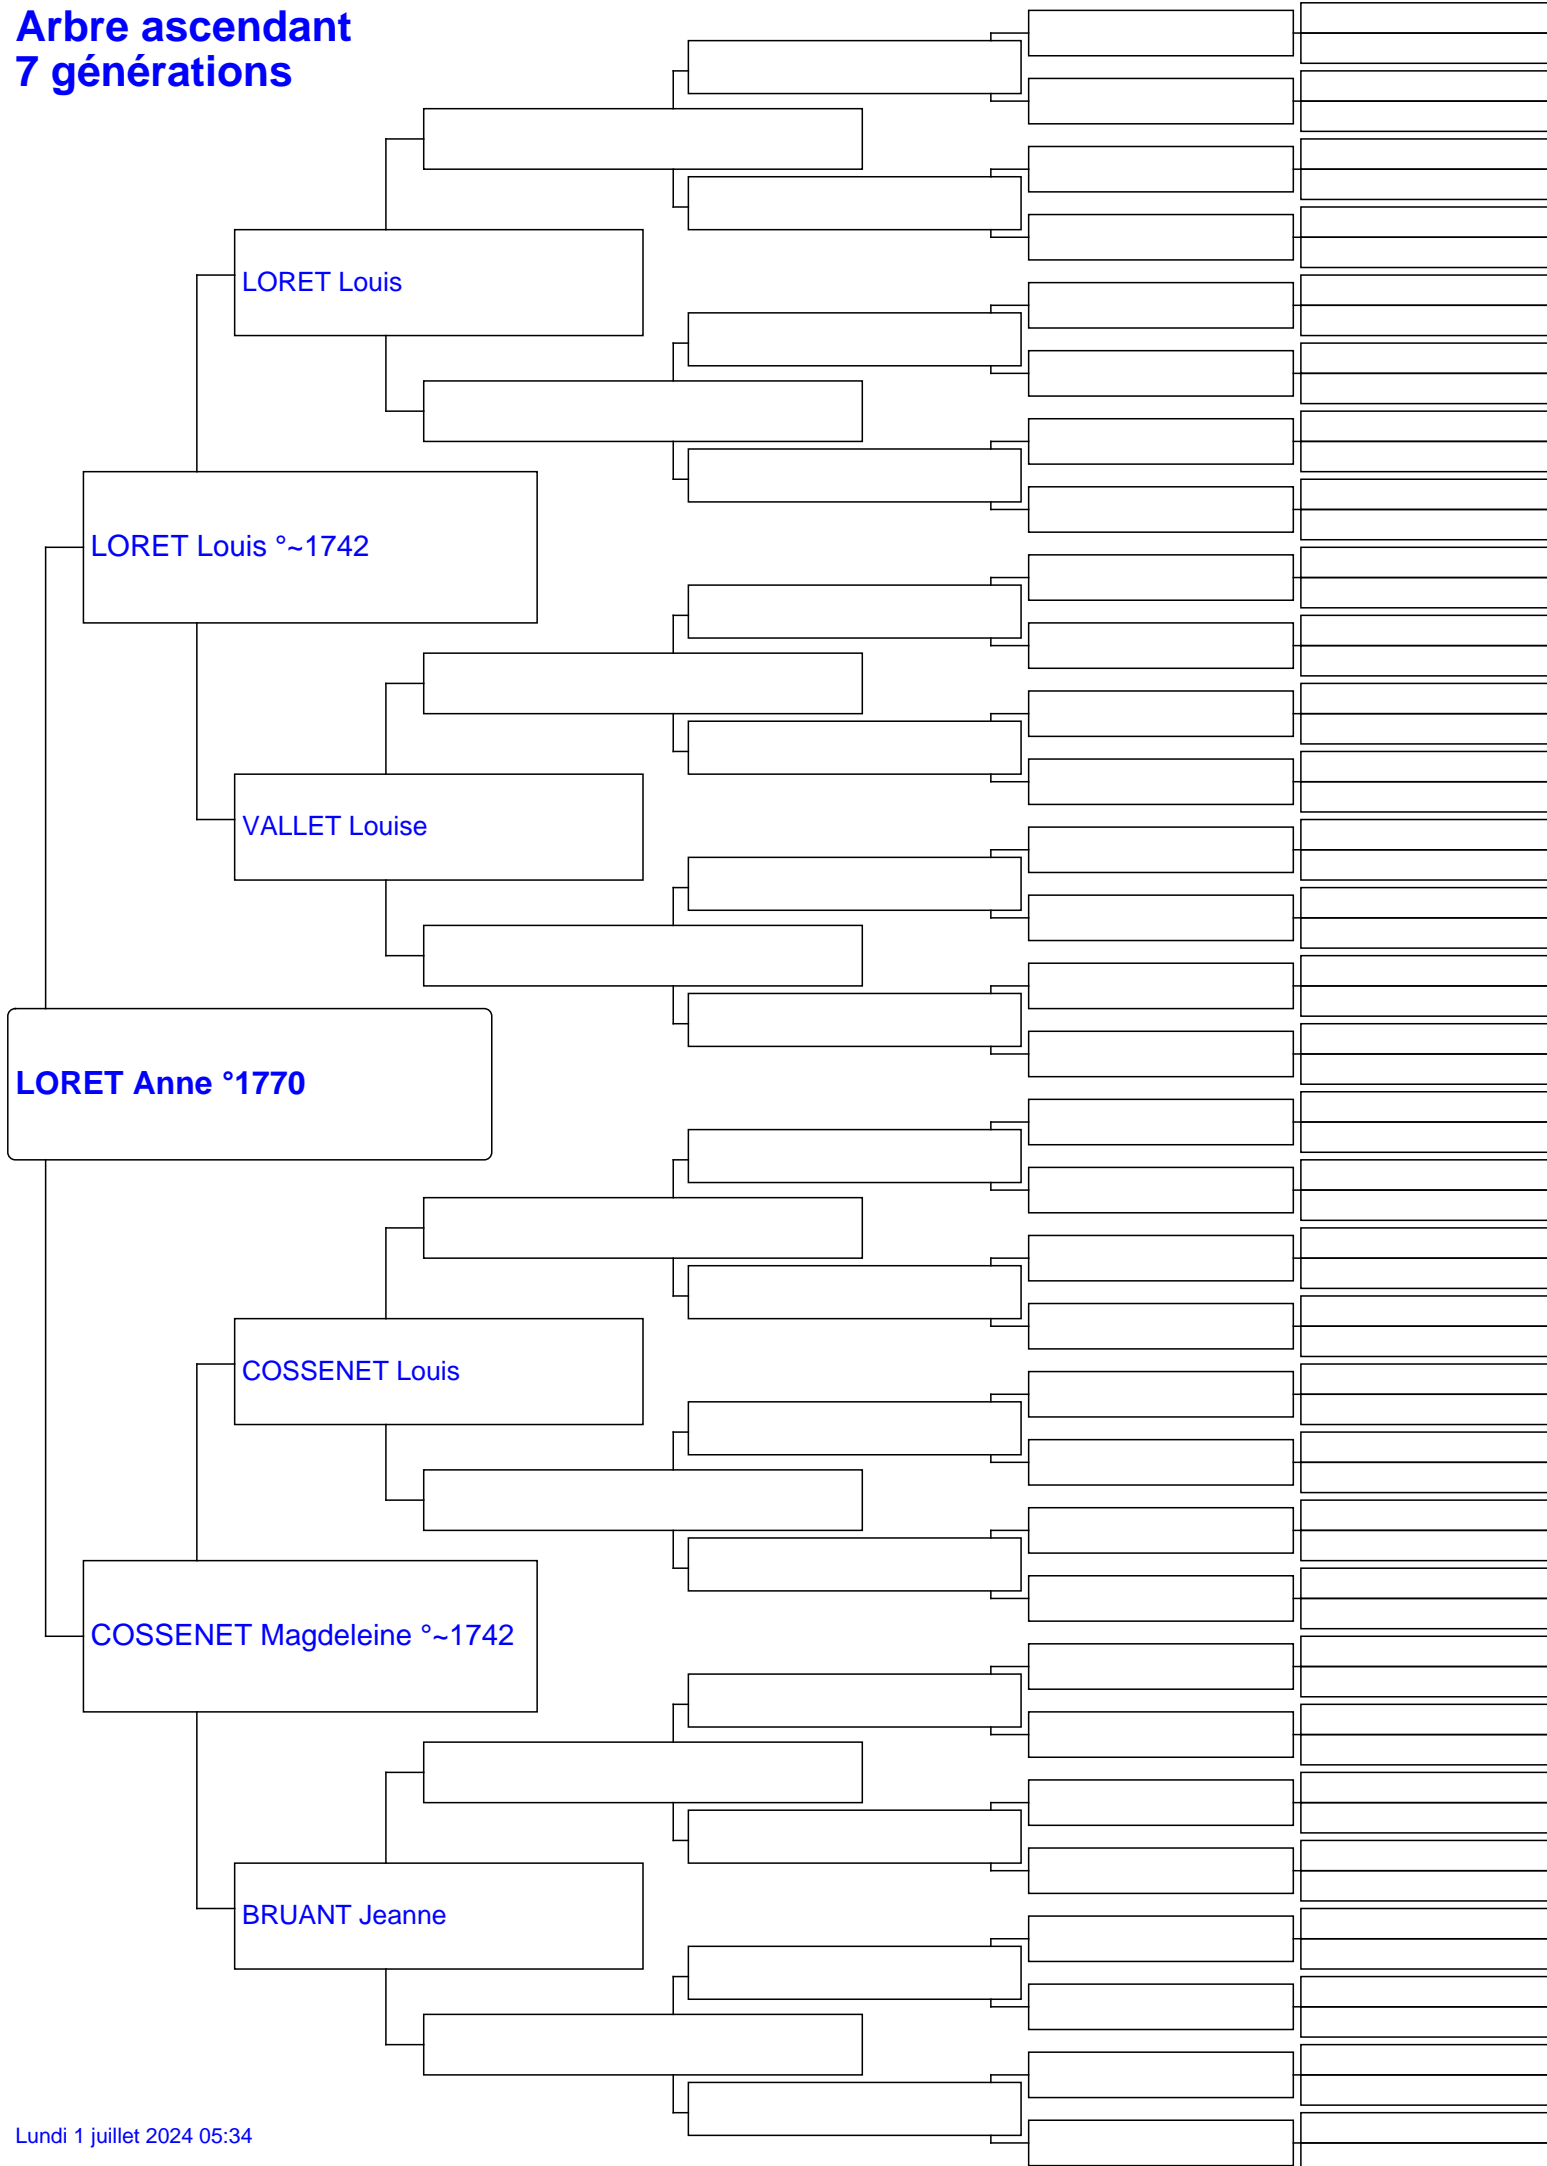 Arbre ascendant
7 générations
LORET Louis
LORET Louis °~1742
VALLET Louise
LORET Anne °1770
COSSENET Louis
COSSENET Magdeleine °~1742
BRUANT Jeanne
Lundi 1 juillet 2024 05:34